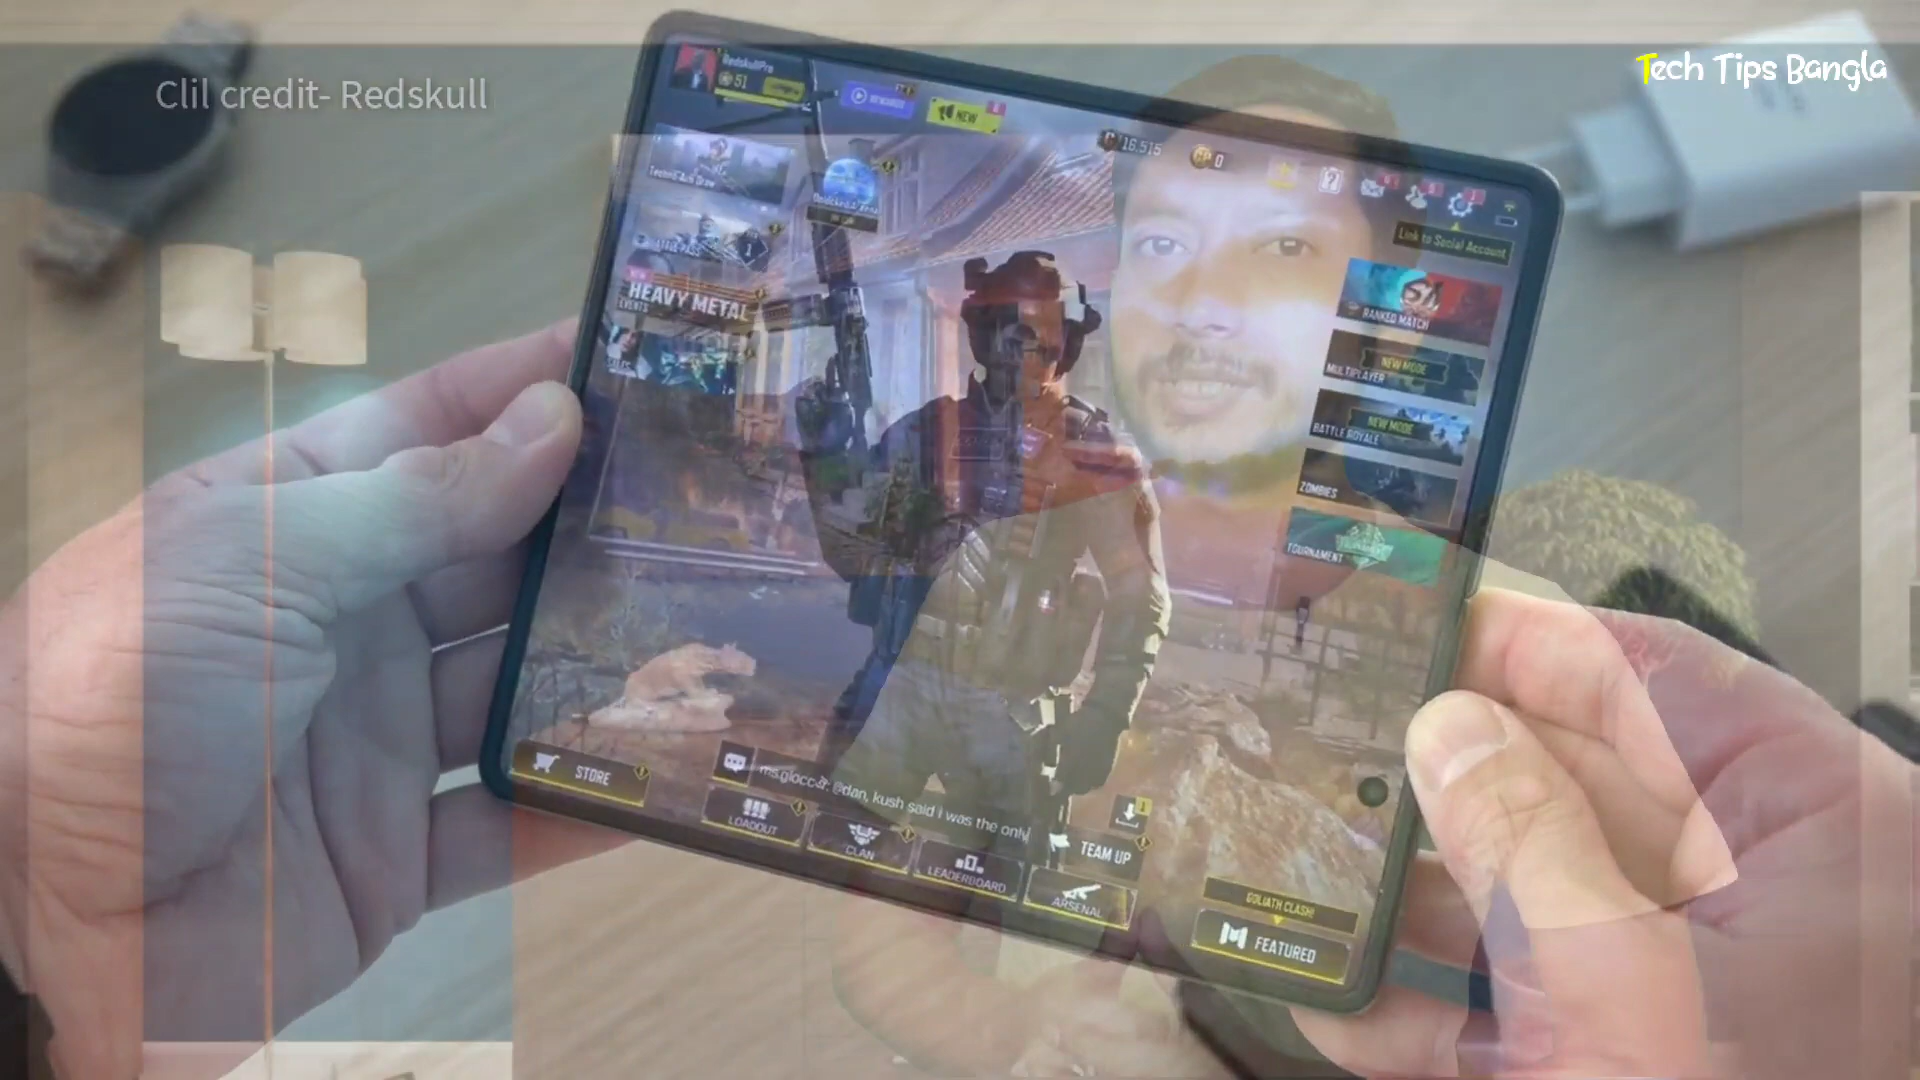 Clil credit- Redskull
Tech Tips Bangla
RedskullPro
51
NEW
16,515
CP 0
Link to Social Account
HEAVY METAL
EVENTS
RANKED MATCH
NEW MODE
MULTIPLAYER
NEW MODE
BATTLE ROYALE
ZOMBIES
TOURNAMENT
STORE
@dan, kush said i was the only
LOADOUT
CLAN
LEADERBOARD
ARSENAL
TEAM UP
GOLIATH CLASH!
FEATURED